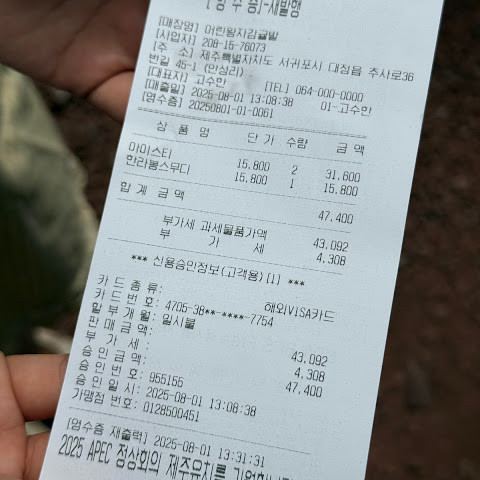 [영 수 증]-재발행
[매장명] 어린왕자감귤밭
[사업자] 208-15-76073
[주 소] 제주특별자치도 서귀포시 대정읍 추사로36
번길 45-1 (안성리)
[대표자] 고수한 [TEL] 064-000-0000
[매출일] 2025-08-01 13:08:38 01-고수한
[영수증] 20250801-01-0061
상 품 명 단 가 수량 금 액
아이스티 15,800 2 31,600
한라봉스무디 15,800 1 15,800
합 계 금 액 47,400
부가세 과세물품가액 43,092
부 가 세 4,308
*** 신용승인정보(고객용) [1] ***
카 드 종 류: 해외VISA카드
카 드 번 호: 4705-38**-****-7754
할 부 개 월: 일시불
판 매 금 액: 43,092
부 가 세 : 4,308
승 인 금 액: 47,400
승 인 번 호: 955155
승 인 일 시: 2025-08-01 13:08:38
가맹점 번호: 0128500451
[영수증 재출력] 2025-08-01 13:31:31
2025 APEC 정상회의 제주유치를